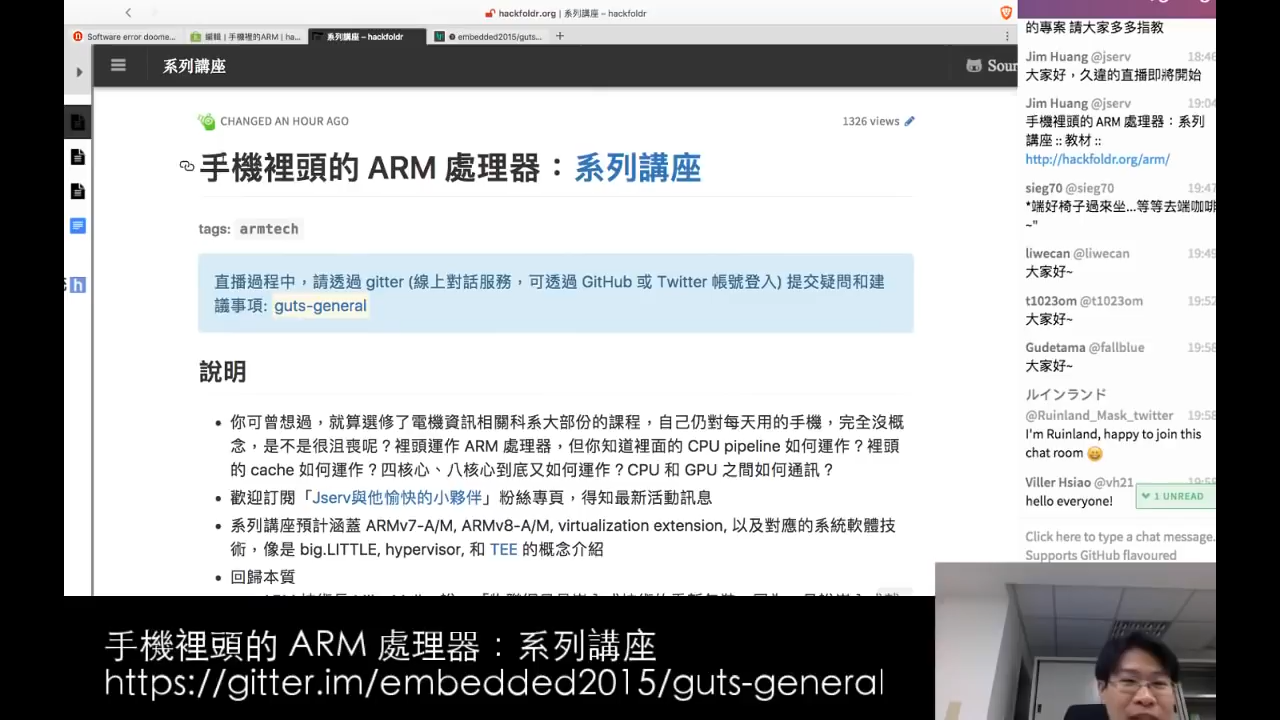 hackfoldr.org | 系列講座 – hackfoldr
Software error doome...
編輯 | 手機裡的ARM | ha...
系列講座 – hackfoldr
embedded2015/guts...
系列講座
Sour
CHANGED AN HOUR AGO
1326 views
手機裡頭的 ARM 處理器：系列講座
tags: armtech
直播過程中，請透過 gitter (線上對話服務，可透過 GitHub 或 Twitter 帳號登入) 提交疑問和建
議事項: guts-general
說明
你可曾想過，就算選修了電機資訊相關科系大部份的課程，自己仍對每天用的手機，完全沒概
念，是不是很沮喪呢？裡頭運作 ARM 處理器，但你知道裡面的 CPU pipeline 如何運作？裡頭
的 cache 如何運作？四核心、八核心到底又如何運作？CPU 和 GPU 之間如何通訊？
歡迎訂閱「Jserv與他愉快的小夥伴」粉絲專頁，得知最新活動訊息
系列講座預計涵蓋 ARMv7-A/M, ARMv8-A/M, virtualization extension, 以及對應的系統軟體技
術，像是 big.LITTLE, hypervisor, 和 TEE 的概念介紹
回歸本質
的專案 請大家多多指教
Jim Huang @jserv 18:46
大家好，久違的直播即將開始
Jim Huang @jserv 19:04
手機裡頭的 ARM 處理器：系列
講座 :: 教材 ::
http://hackfoldr.org/arm/
sieg70 @sieg70 19:47
*端好椅子過來坐...等等去端咖啡
~"
liwecan @liwecan 19:49
大家好~
t1023om @t1023om 19:52
大家好~
Gudetama @fallblue 19:58
大家好~
ルインランド
@Ruinland_Mask_twitter 19:58
I'm Ruinland, happy to join this
chat room
Viller Hsiao @vh21 19:59
hello everyone!
1 UNREAD
Click here to type a chat message.
Supports GitHub flavoured
手機裡頭的 ARM 處理器：系列講座
https://gitter.im/embedded2015/guts-general